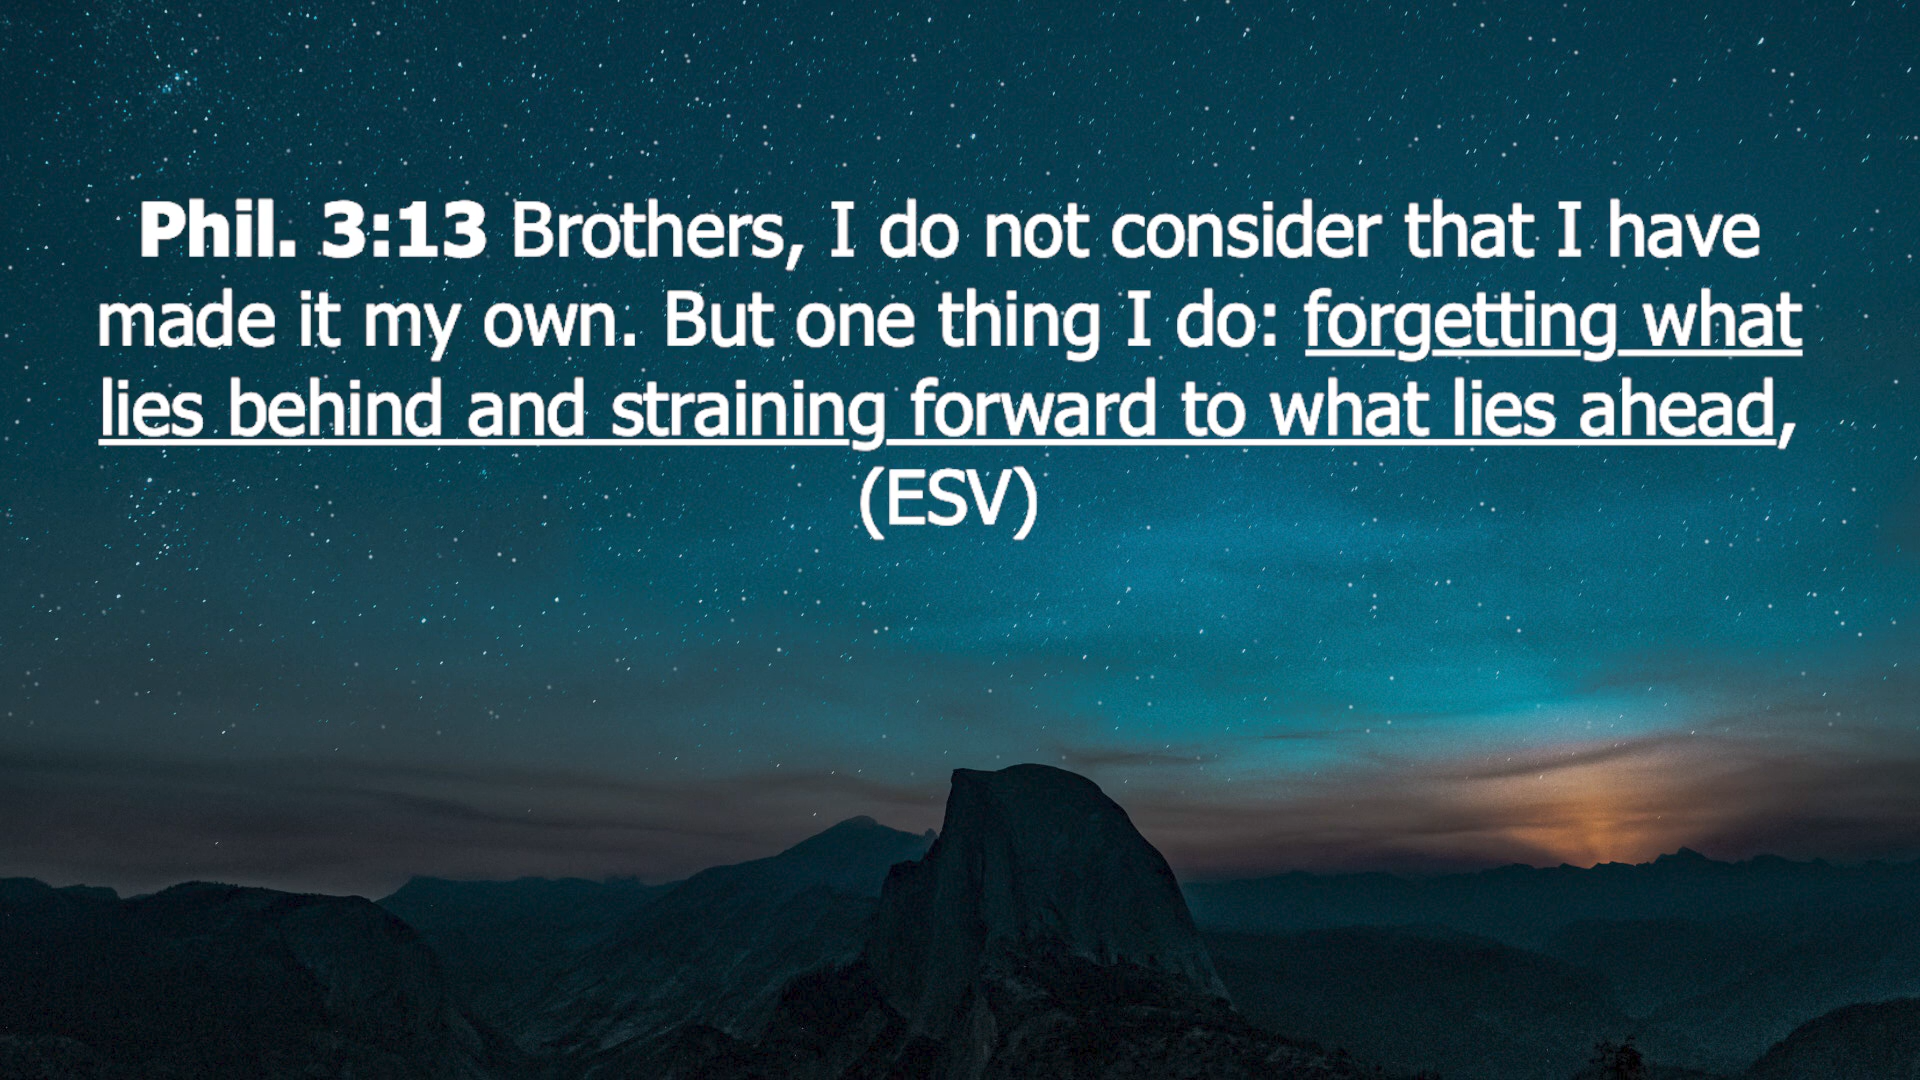 Phil. 3:13 Brothers, I do not consider that I have
made it my own. But one thing I do: forgetting what
lies behind and straining forward to what lies ahead,
(ESV)